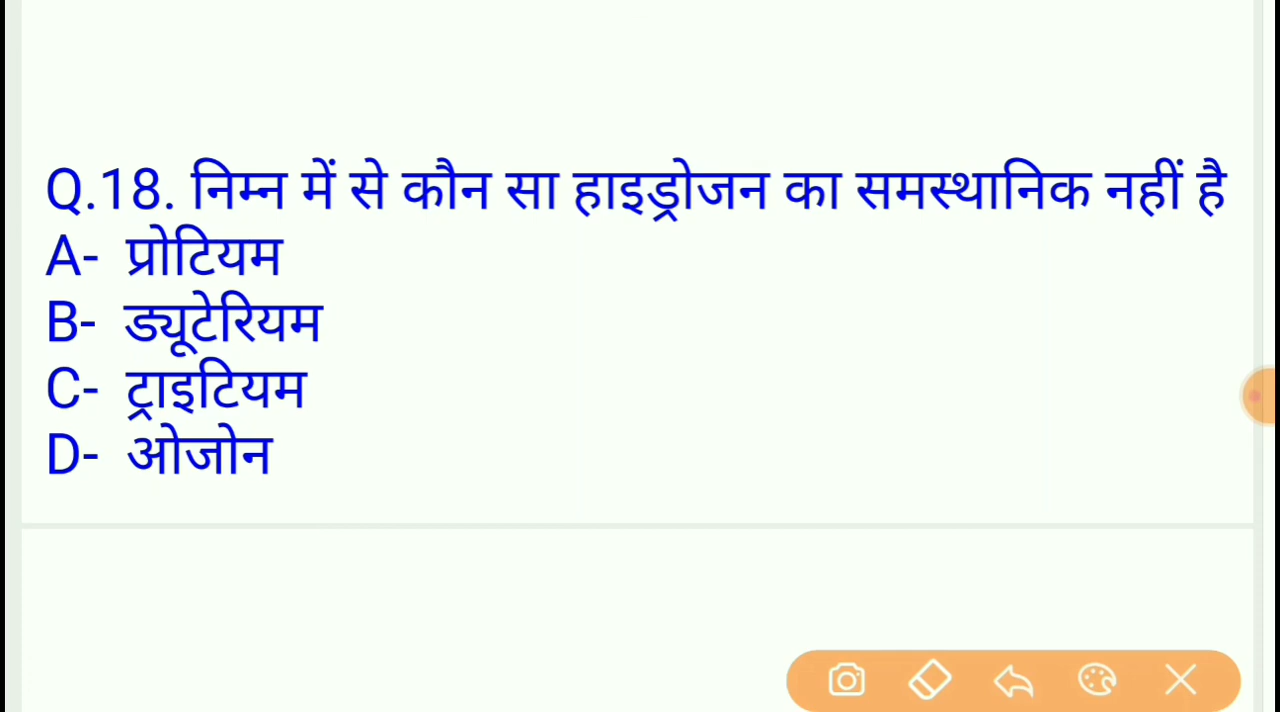 Q.18. निम्न में से कौन सा हाइड्रोजन का समस्थानिक नहीं है
A- प्रोटियम
B- ड्यूटेरियम
C- ट्राइटियम
D- ओजोन